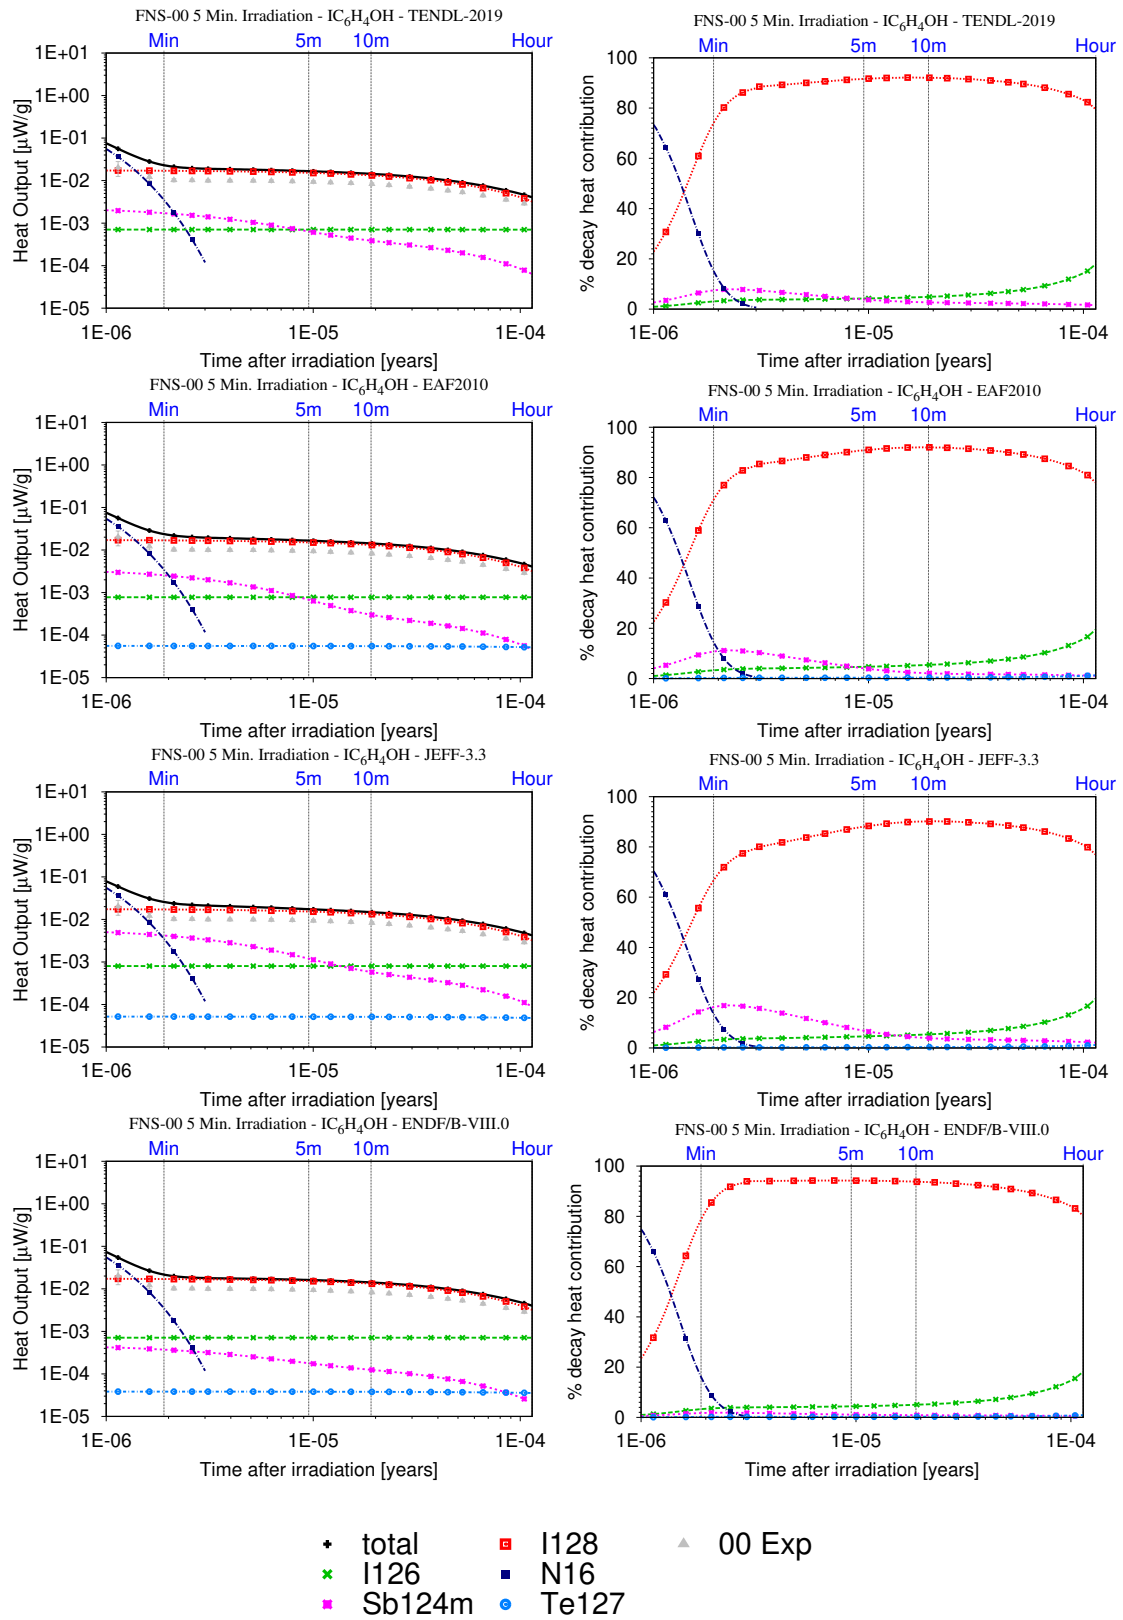 FNS-00 5 Min. Irradiation - IC6H4OH - TENDL-2019
Min 5m 10m Hour
1E+01
1E+00
1E-01
1E-02
1E-03
1E-04
1E-05
Heat Output [µW/g]
1E-06 1E-05 1E-04
Time after irradiation [years]
FNS-00 5 Min. Irradiation - IC6H4OH - TENDL-2019
Min 5m 10m Hour
100
80
60
40
20
0
% decay heat contribution
1E-06 1E-05 1E-04
Time after irradiation [years]
FNS-00 5 Min. Irradiation - IC6H4OH - EAF2010
Min 5m 10m Hour
1E+01
1E+00
1E-01
1E-02
1E-03
1E-04
1E-05
Heat Output [µW/g]
1E-06 1E-05 1E-04
Time after irradiation [years]
FNS-00 5 Min. Irradiation - IC6H4OH - EAF2010
Min 5m 10m Hour
100
80
60
40
20
0
% decay heat contribution
1E-06 1E-05 1E-04
Time after irradiation [years]
FNS-00 5 Min. Irradiation - IC6H4OH - JEFF-3.3
Min 5m 10m Hour
1E+01
1E+00
1E-01
1E-02
1E-03
1E-04
1E-05
Heat Output [µW/g]
1E-06 1E-05 1E-04
Time after irradiation [years]
FNS-00 5 Min. Irradiation - IC6H4OH - JEFF-3.3
Min 5m 10m Hour
100
80
60
40
20
0
% decay heat contribution
1E-06 1E-05 1E-04
Time after irradiation [years]
FNS-00 5 Min. Irradiation - IC6H4OH - ENDF/B-VIII.0
Min 5m 10m Hour
1E+01
1E+00
1E-01
1E-02
1E-03
1E-04
1E-05
Heat Output [µW/g]
1E-06 1E-05 1E-04
Time after irradiation [years]
FNS-00 5 Min. Irradiation - IC6H4OH - ENDF/B-VIII.0
Min 5m 10m Hour
100
80
60
40
20
0
% decay heat contribution
1E-06 1E-05 1E-04
Time after irradiation [years]
total I128 00 Exp
I126 N16
Sb124m Te127